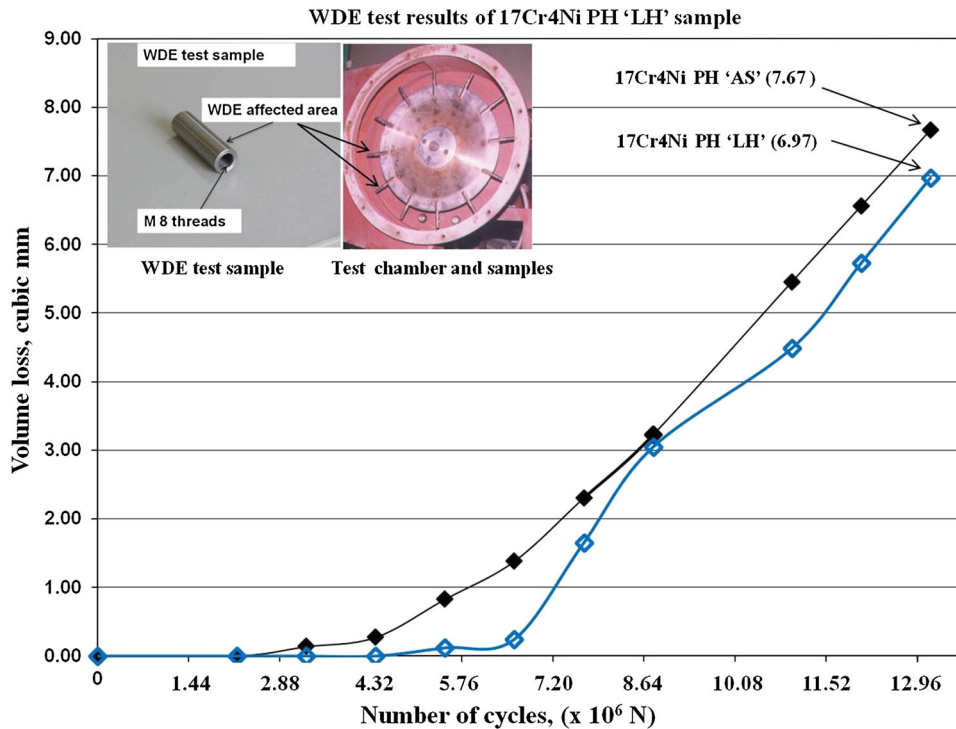 WDE test results of 17Cr4Ni PH ‘LH’ sample
9.00
8.00
7.00
6.00
5.00
4.00
3.00
2.00
1.00
0.00
Volume loss, cubic mm
WDE test sample
WDE affected area
M 8 threads
WDE test sample
Test chamber and samples
17Cr4Ni PH ‘AS’ (7.67)
17Cr4Ni PH ‘LH’ (6.97)
0 1.44 2.88 4.32 5.76 7.20 8.64 10.08 11.52 12.96
Number of cycles, (x 10⁶ N)